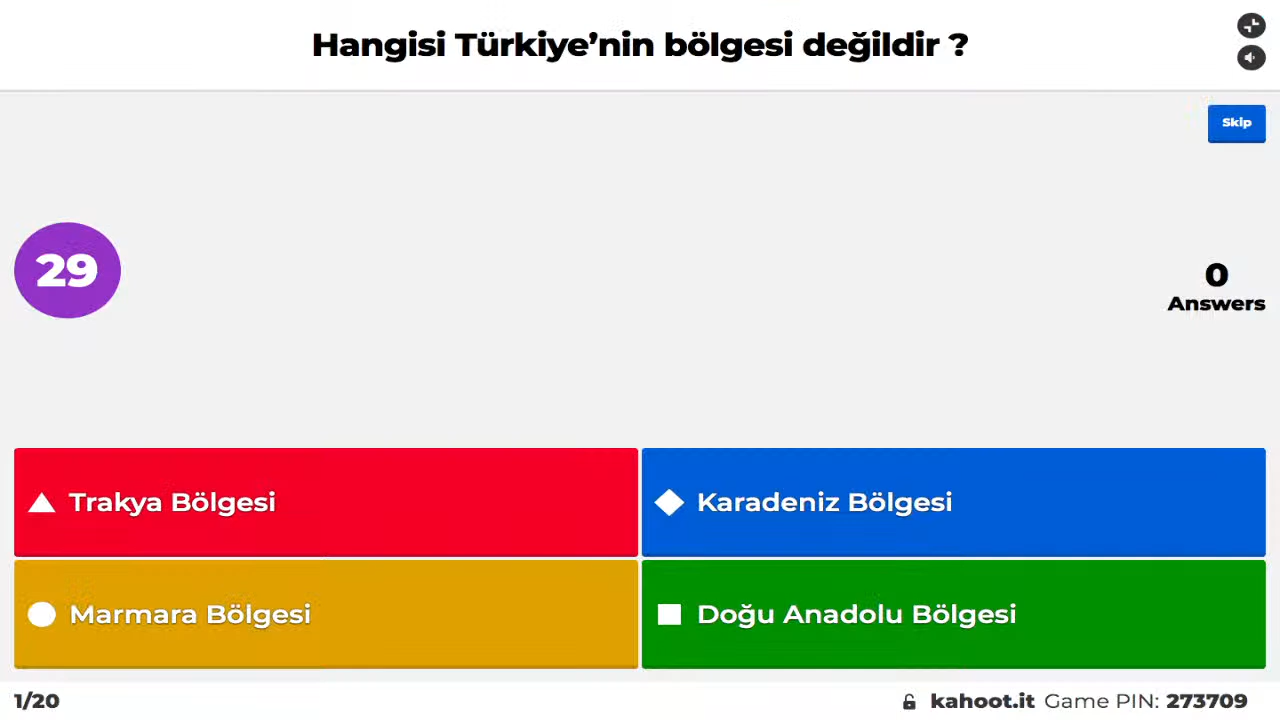 Hangisi Türkiye’nin bölgesi değildir ?
Skip
29
0
Answers
Trakya Bölgesi
Karadeniz Bölgesi
Marmara Bölgesi
Doğu Anadolu Bölgesi
1/20
kahoot.it Game PIN: 273709